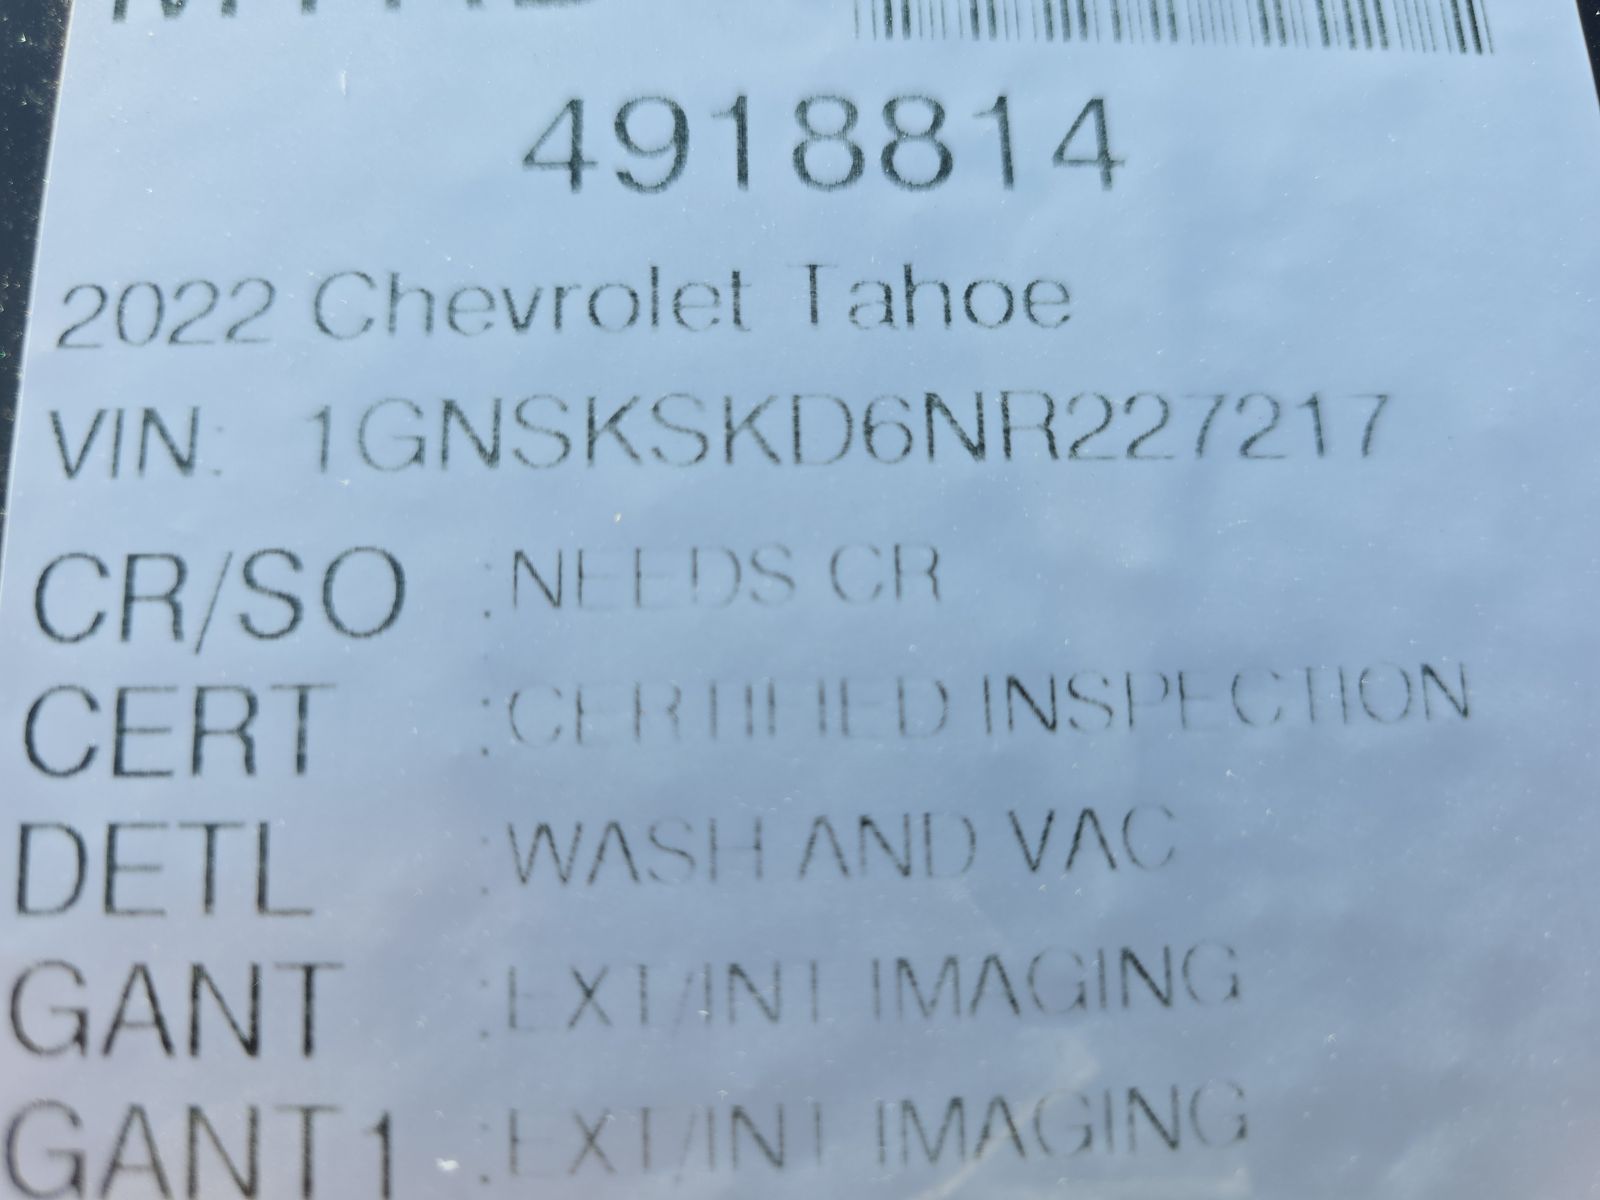 4918814
2022 Chevrolet Tahoe
VIN: 1GNSKSKD6NR227217
CR/SO :NEEDS CR
CERT :CERTIFIED INSPECTION
DETL :WASH AND VAC
GANT :EXT/INT IMAGING
GANT1 :EXT/INT IMAGING